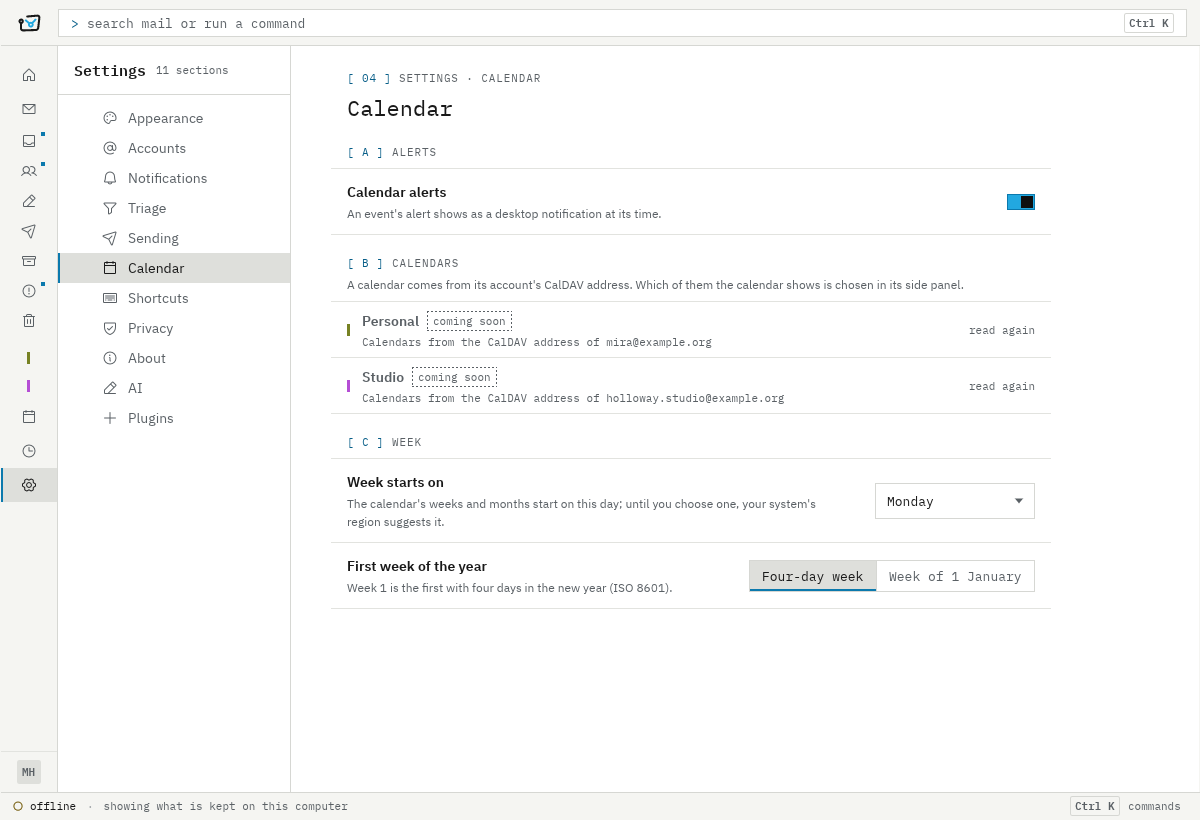 > search mail or run a command
Ctrl K
Settings 11 sections
Appearance
Accounts
Notifications
Triage
Sending
Calendar
Shortcuts
Privacy
About
AI
Plugins
MH
[ 04 ] SETTINGS · CALENDAR
Calendar
[ A ] ALERTS
Calendar alerts
An event's alert shows as a desktop notification at its time.
[ B ] CALENDARS
A calendar comes from its account's CalDAV address. Which of them the calendar shows is chosen in its side panel.
Personal coming soon
Calendars from the CalDAV address of mira@example.org
read again
Studio coming soon
Calendars from the CalDAV address of holloway.studio@example.org
read again
[ C ] WEEK
Week starts on
The calendar's weeks and months start on this day; until you choose one, your system's
region suggests it.
Monday
First week of the year
Week 1 is the first with four days in the new year (ISO 8601).
Four-day week
Week of 1 January
offline · showing what is kept on this computer
Ctrl K commands